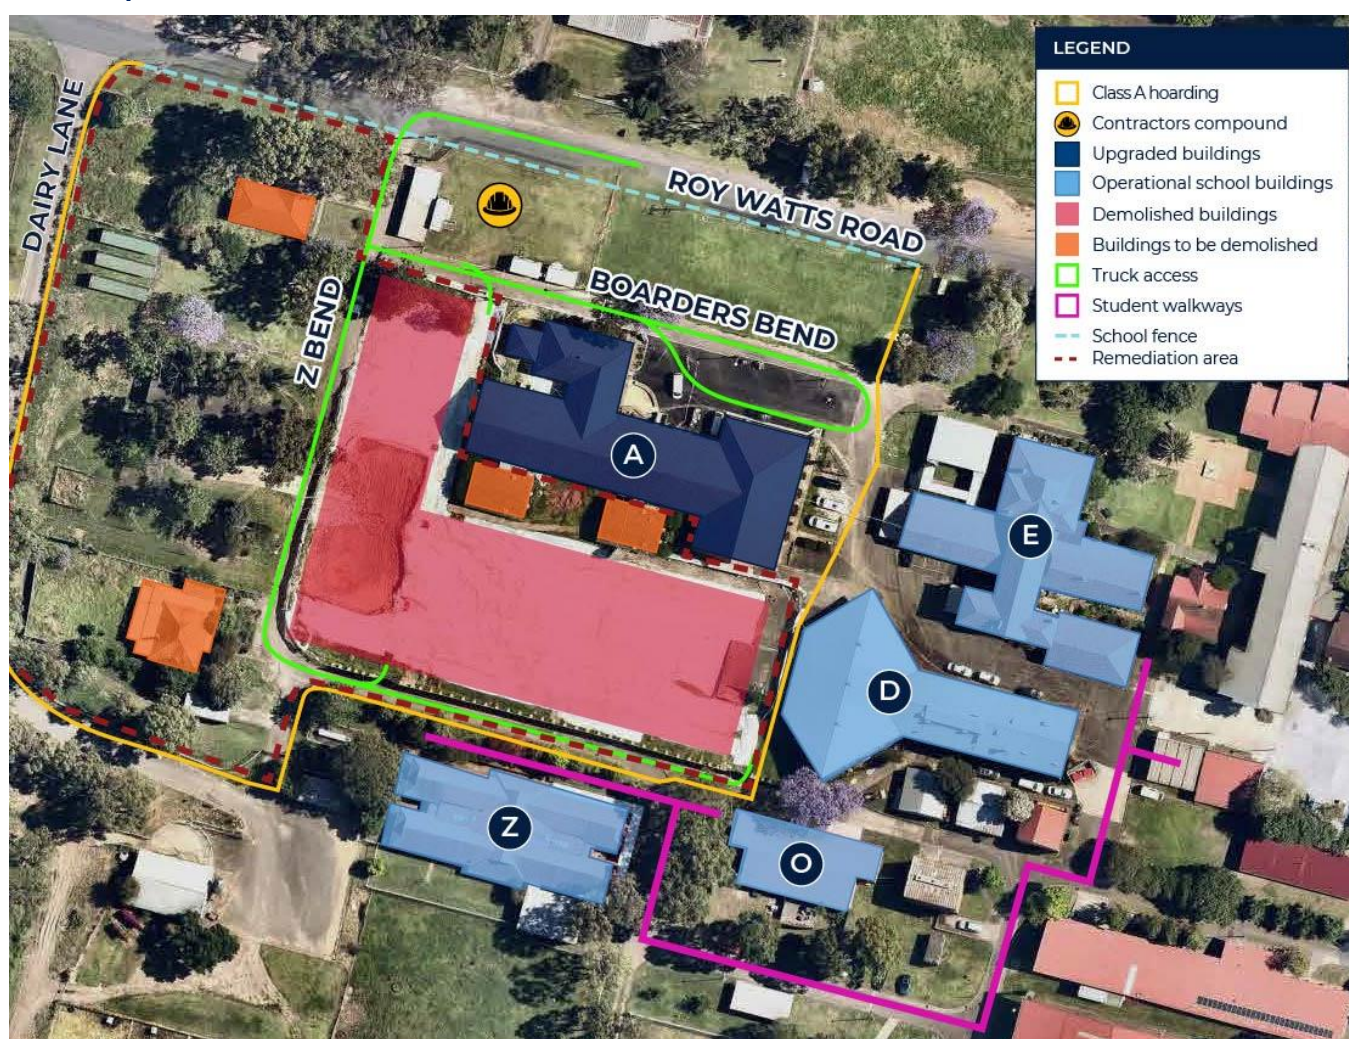 LEGEND
Class A hoarding
Contractors compound
Upgraded buildings
Operational school buildings
Demolished buildings
Buildings to be demolished
Truck access
Student walkways
School fence
Remediation area
DAIRY LANE
ROY WATTS ROAD
BOARDERS BEND
Z BEND
A
E
D
Z
O